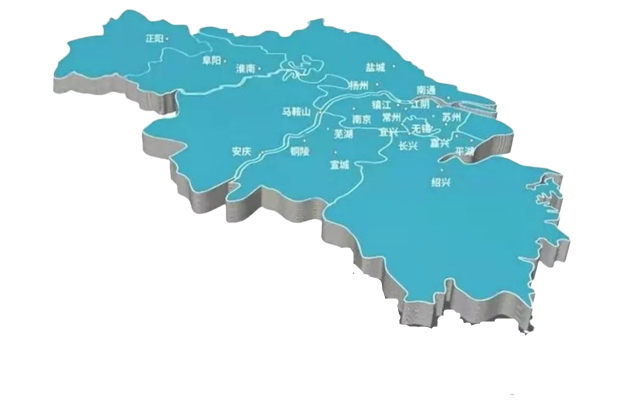 正阳
阜阳
淮南
盐城
扬州
南通
镇江
江阴
马鞍山
南京
常州
苏州
芜湖
宜兴
无锡
安庆
铜陵
长兴
嘉兴
平湖
宣城
绍兴